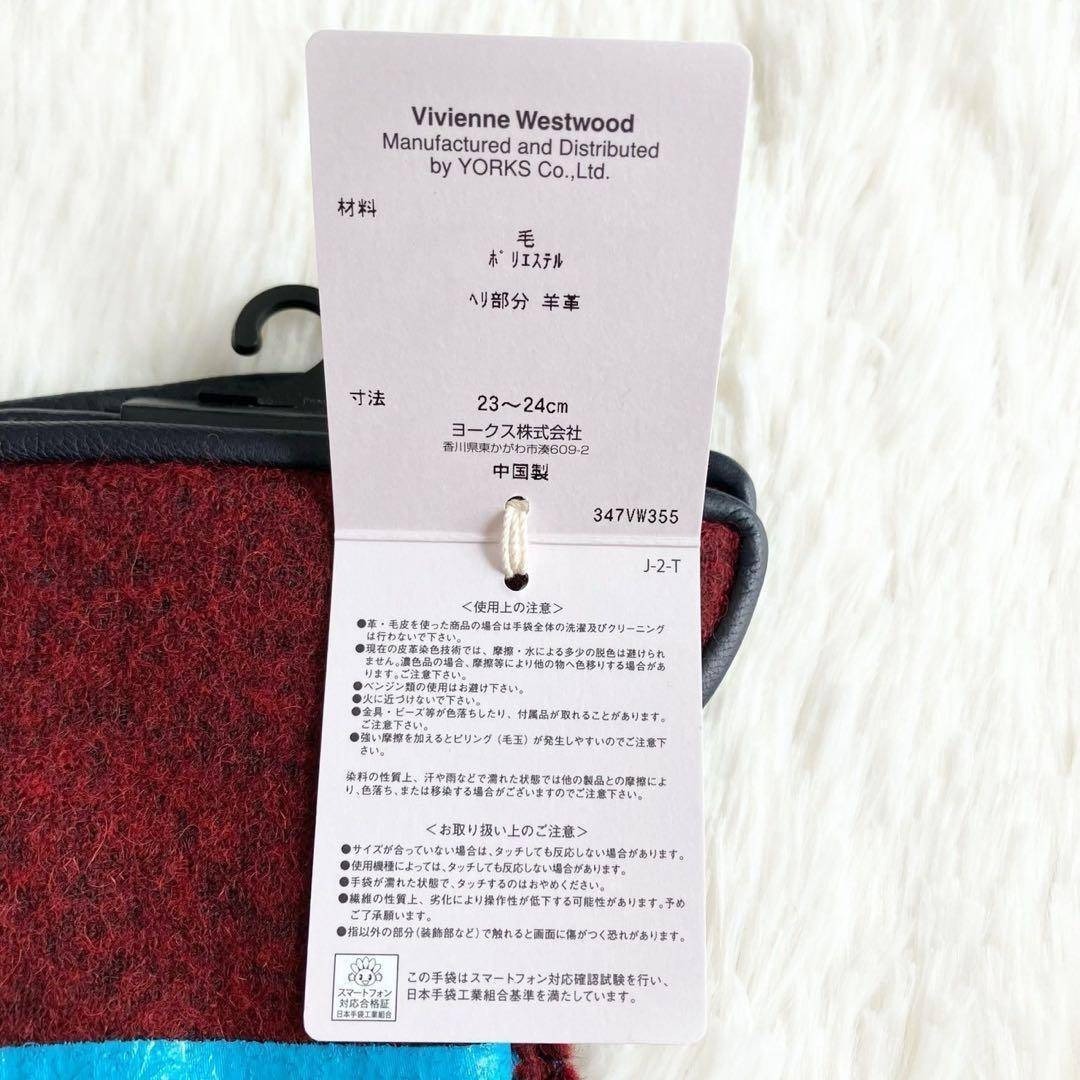 Vivienne Westwood
Manufactured and Distributed
by YORKS Co.,Ltd.
材料
毛
ポリエステル
ヘリ部分 羊革
寸法
23〜24cm
ヨークス株式会社
香川県東かがわ市湊609-2
中国製
347VW355
J-2-T
＜使用上の注意＞
●革・毛皮を使った商品の場合は手袋全体の洗濯及びクリーニング
は行わないで下さい。
●現在の皮革染色技術では、摩擦・水による多少の脱色は避けられ
ません。濃色品の場合、摩擦等により他の物へ色移りする場合があ
ります。ご注意下さい。
●ベンジン類の使用はお避け下さい。
●火に近づけないで下さい。
●金具・ビーズ等が色落ちしたり、付属品が取れることがあります。
ご注意下さい。
●強い摩擦を加えるとピリング（毛玉）が発生しやすいのでご注意下
さい。
染料の性質上、汗や雨などで濡れた状態では他の製品との摩擦によ
り、色落ち、または移染する場合がございますのでご注意下さい。
＜お取り扱い上のご注意＞
●サイズが合っていない場合は、タッチしても反応しない場合があります。
●使用機種によっては、タッチしても反応しない場合があります。
●手袋が濡れた状態で、タッチするのはおやめください。
●繊維の性質上、劣化により操作性が低下する可能性があります。予め
ご了承願います。
●指以外の部分（装飾部など）で触れると画面に傷がつく恐れがあります。
スマートフォン
対応合格証
日本手袋工業組合
この手袋はスマートフォン対応確認試験を行い、
日本手袋工業組合基準を満たしています。